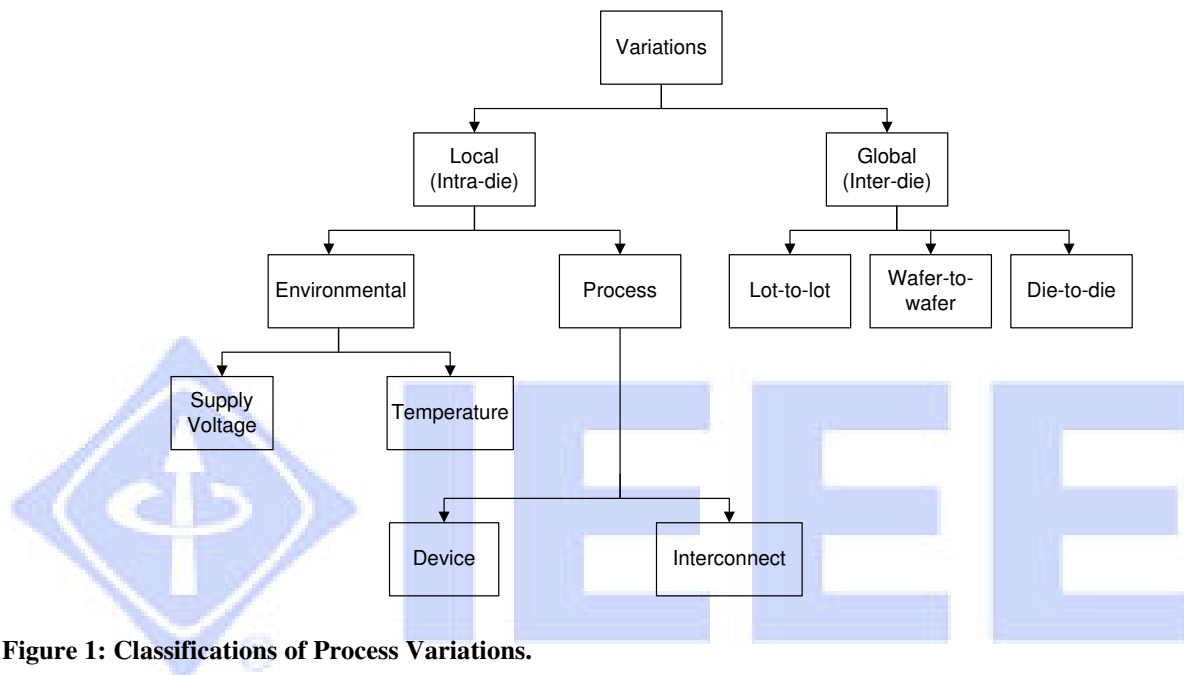 Variations
Local
(Intra-die)
Global
(Inter-die)
Environmental
Process
Lot-to-lot
Wafer-to-
wafer
Die-to-die
Supply
Voltage
Temperature
Device
Interconnect
IEEE
®
Figure 1: Classifications of Process Variations.